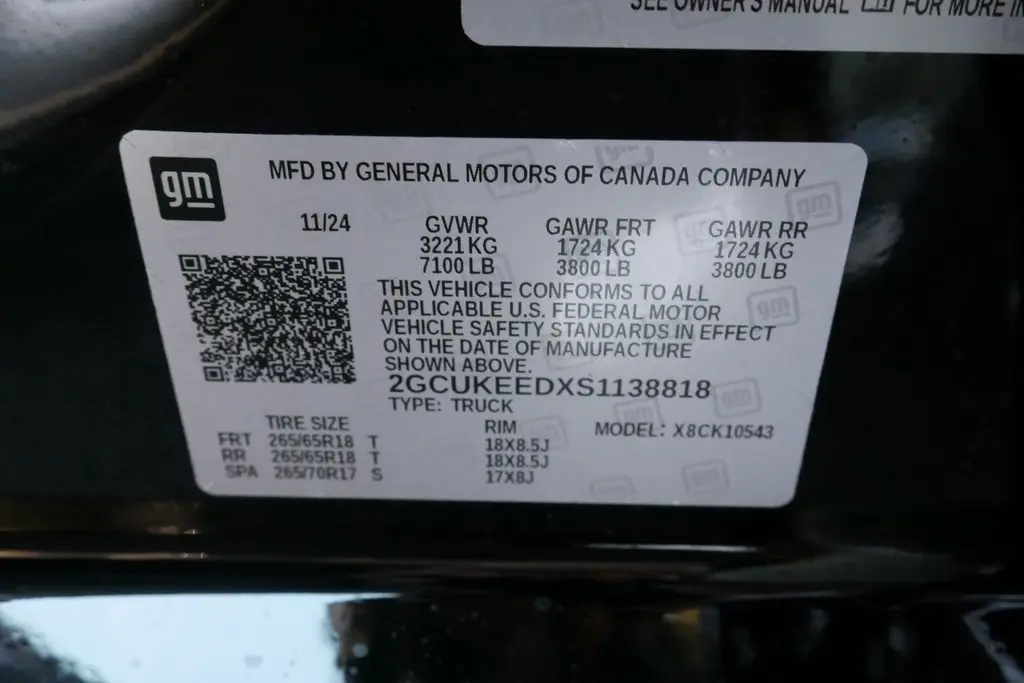 SEE OWNER'S MANUAL FOR MORE IN
gm
MFD BY GENERAL MOTORS OF CANADA COMPANY
11/24 GVWR GAWR FRT GAWR RR
3221 KG 1724 KG 1724 KG
7100 LB 3800 LB 3800 LB
THIS VEHICLE CONFORMS TO ALL
APPLICABLE U.S. FEDERAL MOTOR
VEHICLE SAFETY STANDARDS IN EFFECT
ON THE DATE OF MANUFACTURE
SHOWN ABOVE.
2GCUKEEDXS1138818
TYPE: TRUCK
TIRE SIZE RIM MODEL: X8CK10543
FRT 265/65R18 T 18X8.5J
RR 265/65R18 T 18X8.5J
SPA 265/70R17 S 17X8J